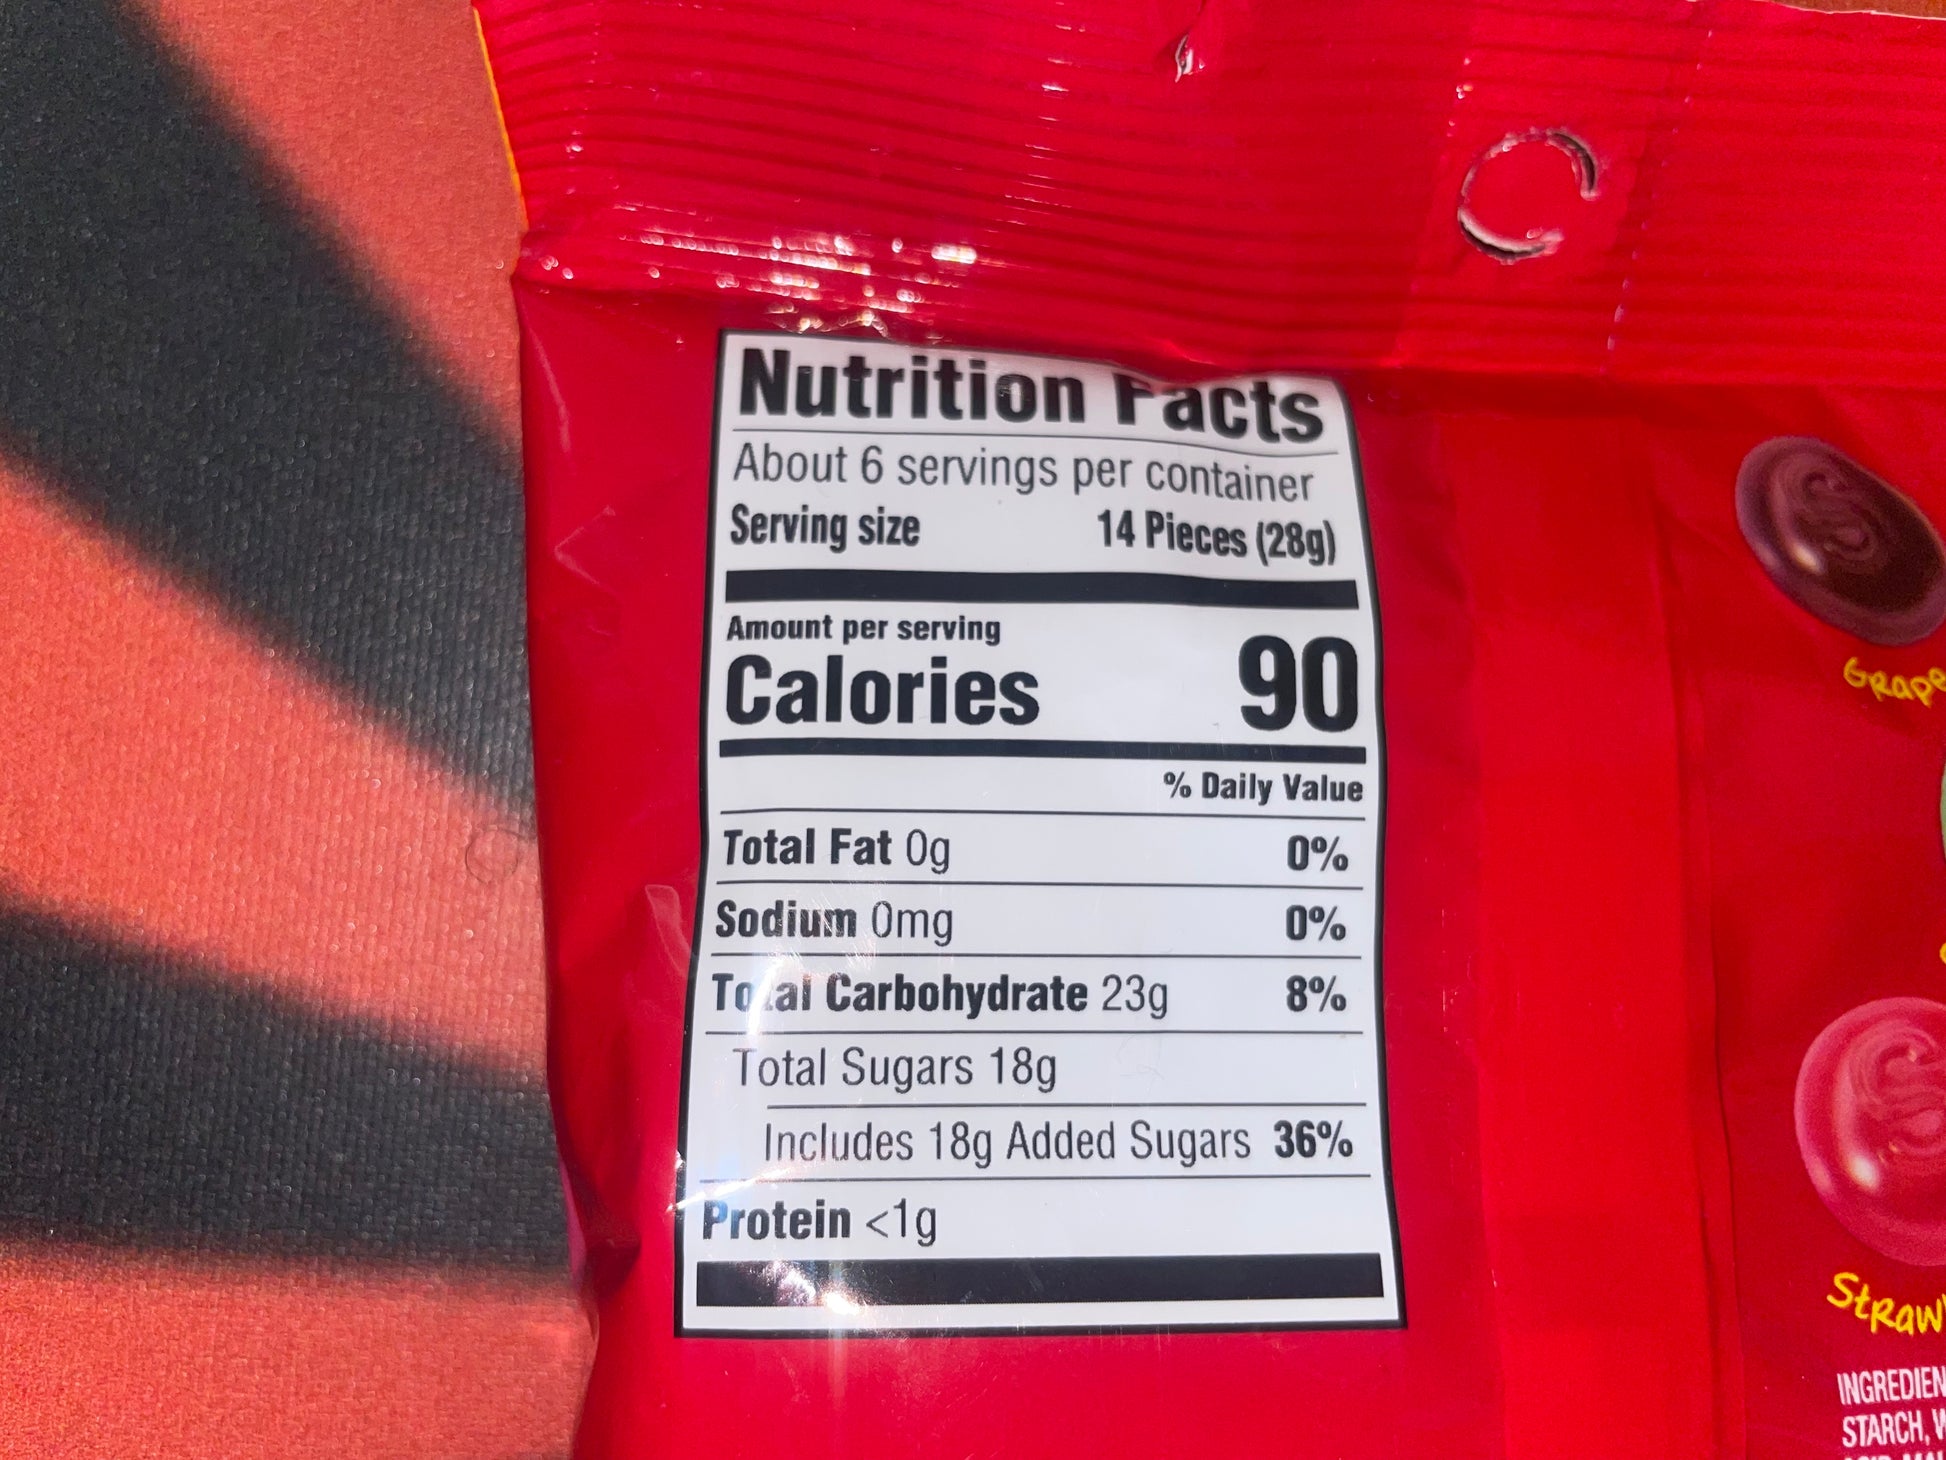 Nutrition Facts
About 6 servings per container
Serving size 14 Pieces (28g)
Amount per serving
Calories 90
% Daily Value
Total Fat 0g 0%
Sodium 0mg 0%
Total Carbohydrate 23g 8%
Total Sugars 18g
Includes 18g Added Sugars 36%
Protein <1g
S
Grape
S
Straw
INGREDIEN
STARCH,